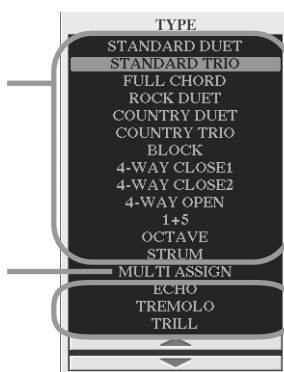 TYPE
STANDARD DUET
STANDARD TRIO
FULL CHORD
ROCK DUET
COUNTRY DUET
COUNTRY TRIO
BLOCK
4-WAY CLOSE1
4-WAY CLOSE2
4-WAY OPEN
1+5
OCTAVE
STRUM
MULTI ASSIGN
ECHO
TREMOLO
TRILL